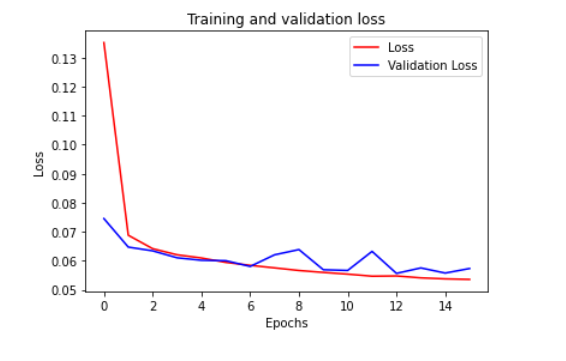 Training and validation loss
Loss
Validation Loss
0.13
0.12
0.11
0.10
0.09
0.08
0.07
0.06
0.05
Loss
0 2 4 6 8 10 12 14
Epochs